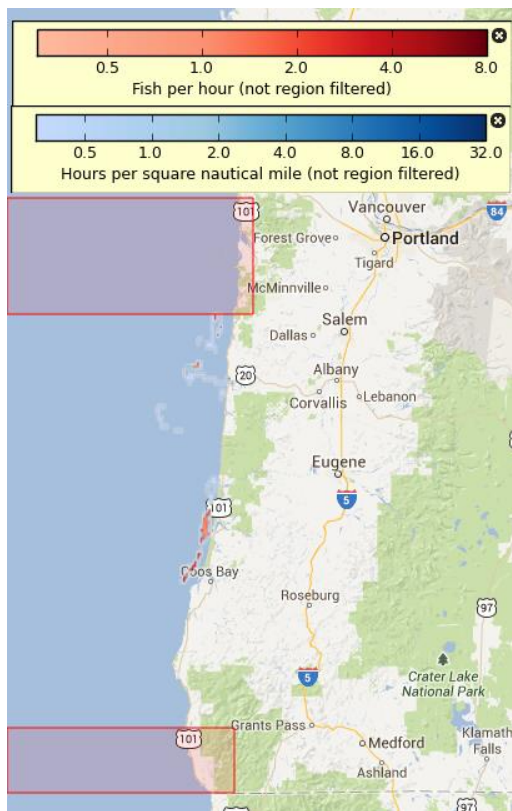 0.5 1.0 2.0 4.0 8.0
Fish per hour (not region filtered)
0.5 1.0 2.0 4.0 8.0 16.0 32.0
Hours per square nautical mile (not region filtered)
Vancouver
101
84
Forest Grove
Portland
Tigard
McMinnville
Salem
Dallas
Albany
101
20
Corvallis
Lebanon
Eugene
5
101
Coos Bay
Roseburg
97
5
Crater Lake
National Park
Grants Pass
101
Medford
Klamath
Falls
Ashland
97